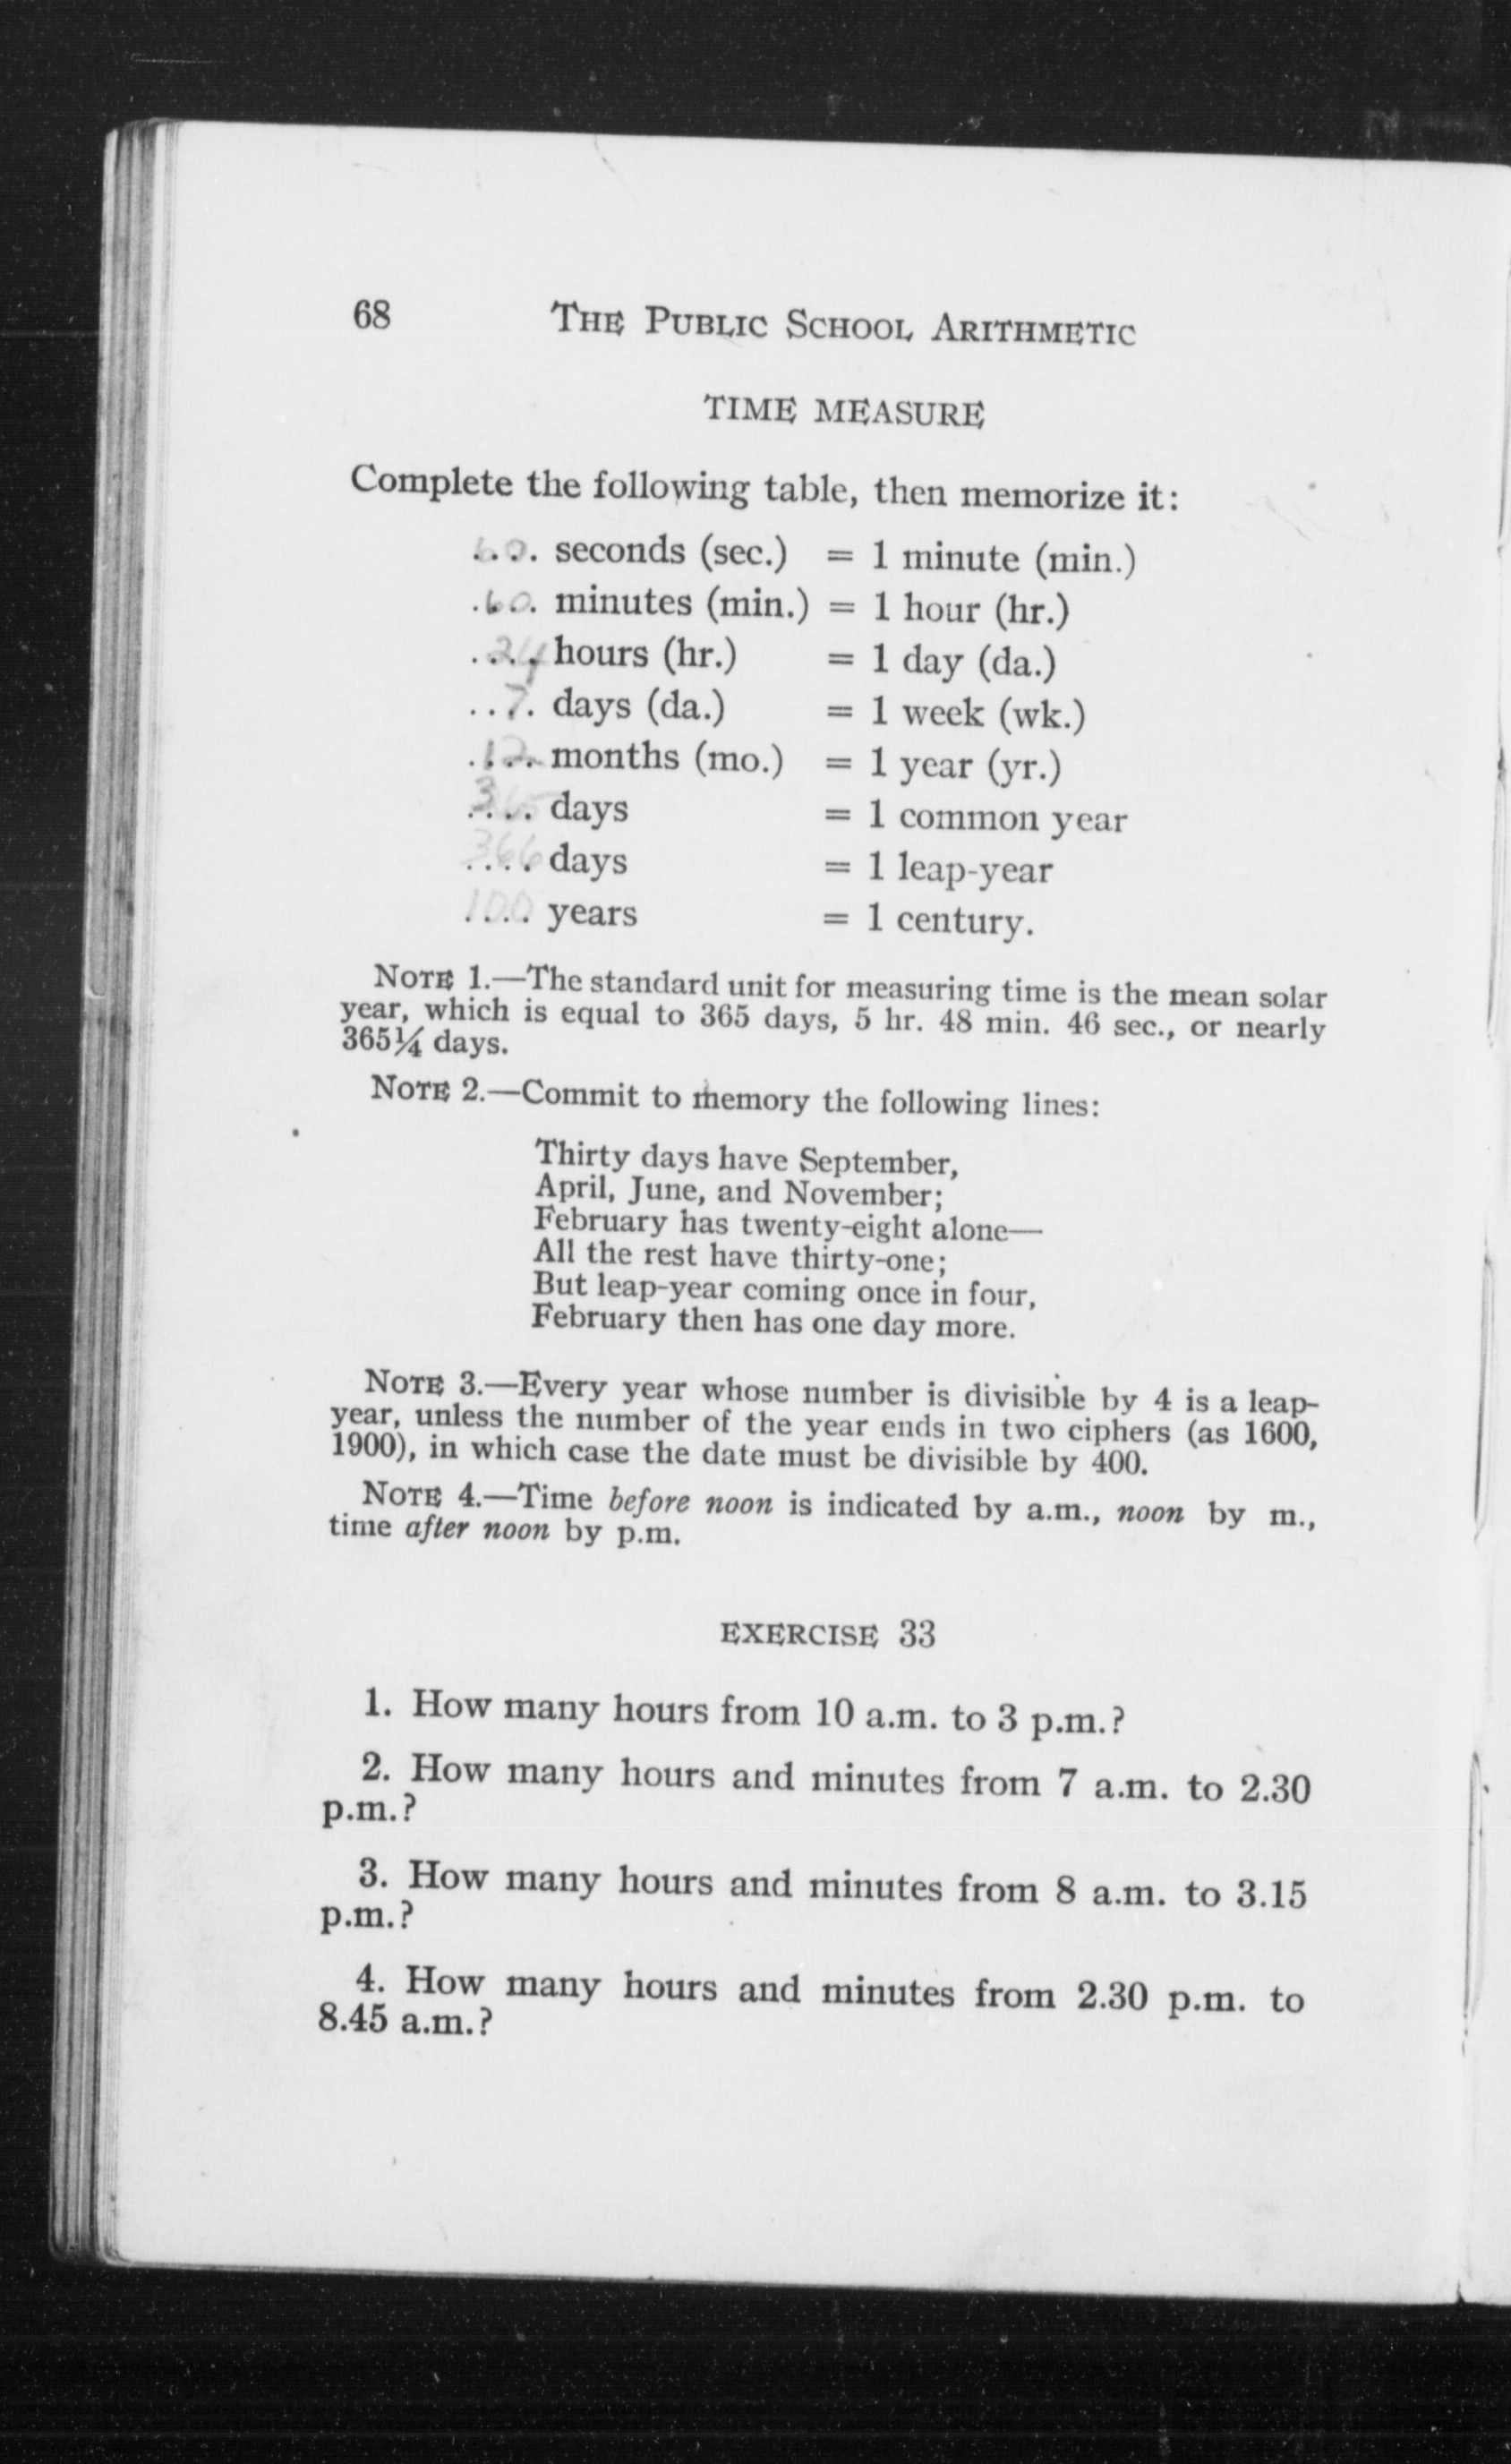 68 THE PUBLIC SCHOOL ARITHMETIC
TIME MEASURE
Complete the following table, then memorize it:
60 seconds (sec.) = 1 minute (min.)
60 minutes (min.) = 1 hour (hr.)
24 hours (hr.) = 1 day (da.)
7 days (da.) = 1 week (wk.)
12 months (mo.) = 1 year (yr.)
365 days = 1 common year
366 days = 1 leap-year
100 years = 1 century.
NOTE 1.—The standard unit for measuring time is the mean solar
year, which is equal to 365 days, 5 hr. 48 min. 46 sec., or nearly
365¼ days.
NOTE 2.—Commit to memory the following lines:
Thirty days have September,
April, June, and November;
February has twenty-eight alone—
All the rest have thirty-one;
But leap-year coming once in four,
February then has one day more.
NOTE 3.—Every year whose number is divisible by 4 is a leap-
year, unless the number of the year ends in two ciphers (as 1600,
1900), in which case the date must be divisible by 400.
NOTE 4.—Time before noon is indicated by a.m., noon by m.,
time after noon by p.m.
EXERCISE 33
1. How many hours from 10 a.m. to 3 p.m.?
2. How many hours and minutes from 7 a.m. to 2.30
p.m.?
3. How many hours and minutes from 8 a.m. to 3.15
p.m.?
4. How many hours and minutes from 2.30 p.m. to
8.45 a.m.?